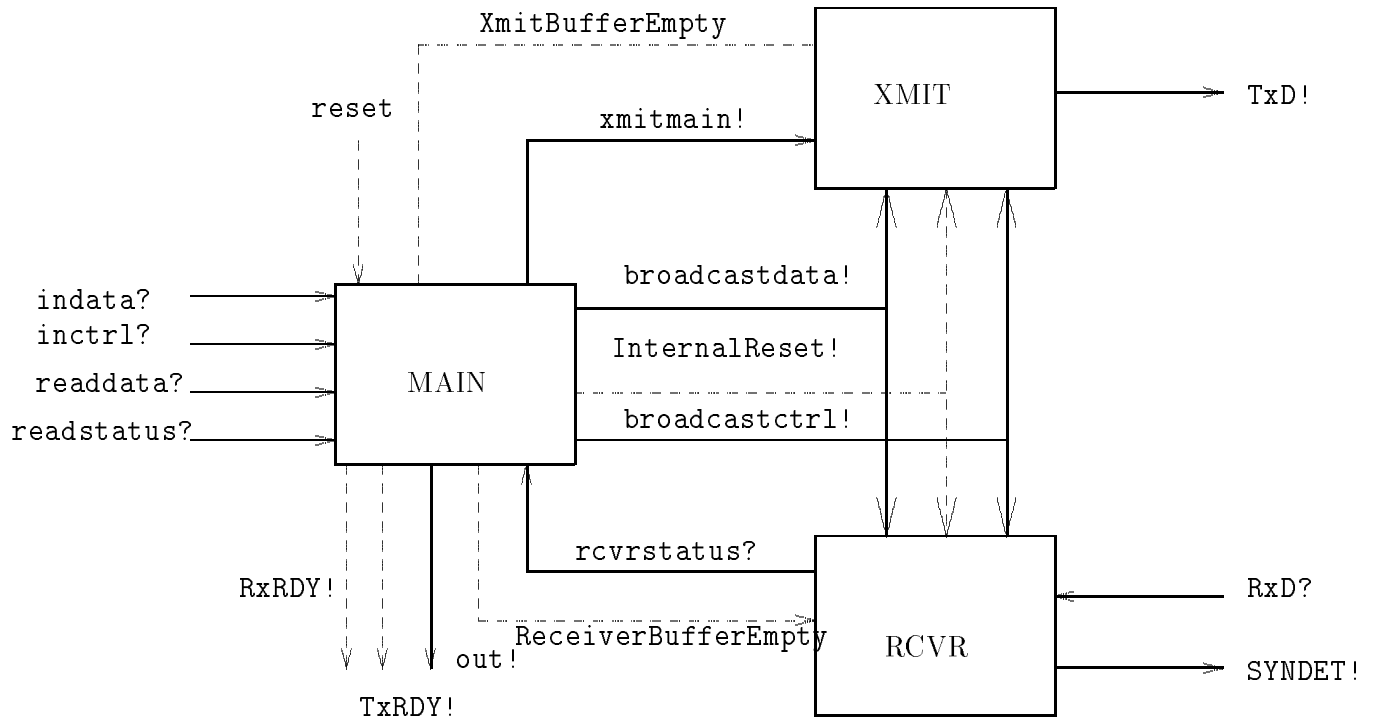 XmitBufferEmpty
XMIT
TxD!
reset
xmitmain!
broadcastdata!
indata?
inctrl?
InternalReset!
readdata?
MAIN
broadcastctrl!
readstatus?
rcvrstatus?
RxRDY!
RxD?
ReceiverBufferEmpty
RCVR
out!
SYNDET!
TxRDY!